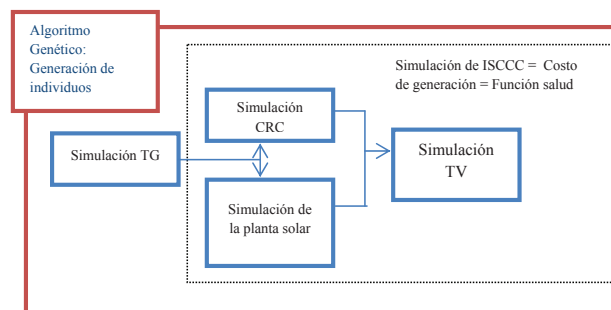 Algoritmo
Genético:
Generación de
individuos
Simulación de ISCCC = Costo
de generación = Función salud
Simulación
CRC
Simulación TG
Simulación
TV
Simulación de
la planta solar